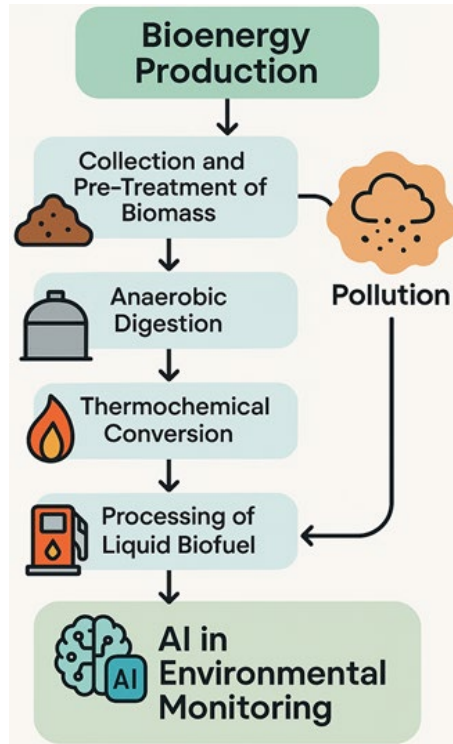 Bioenergy
Production
Collection and
Pre-Treatment of
Biomass
Pollution
Anaerobic
Digestion
Thermochemical
Conversion
Processing of
Liquid Biofuel
AI
AI in
Environmental
Monitoring